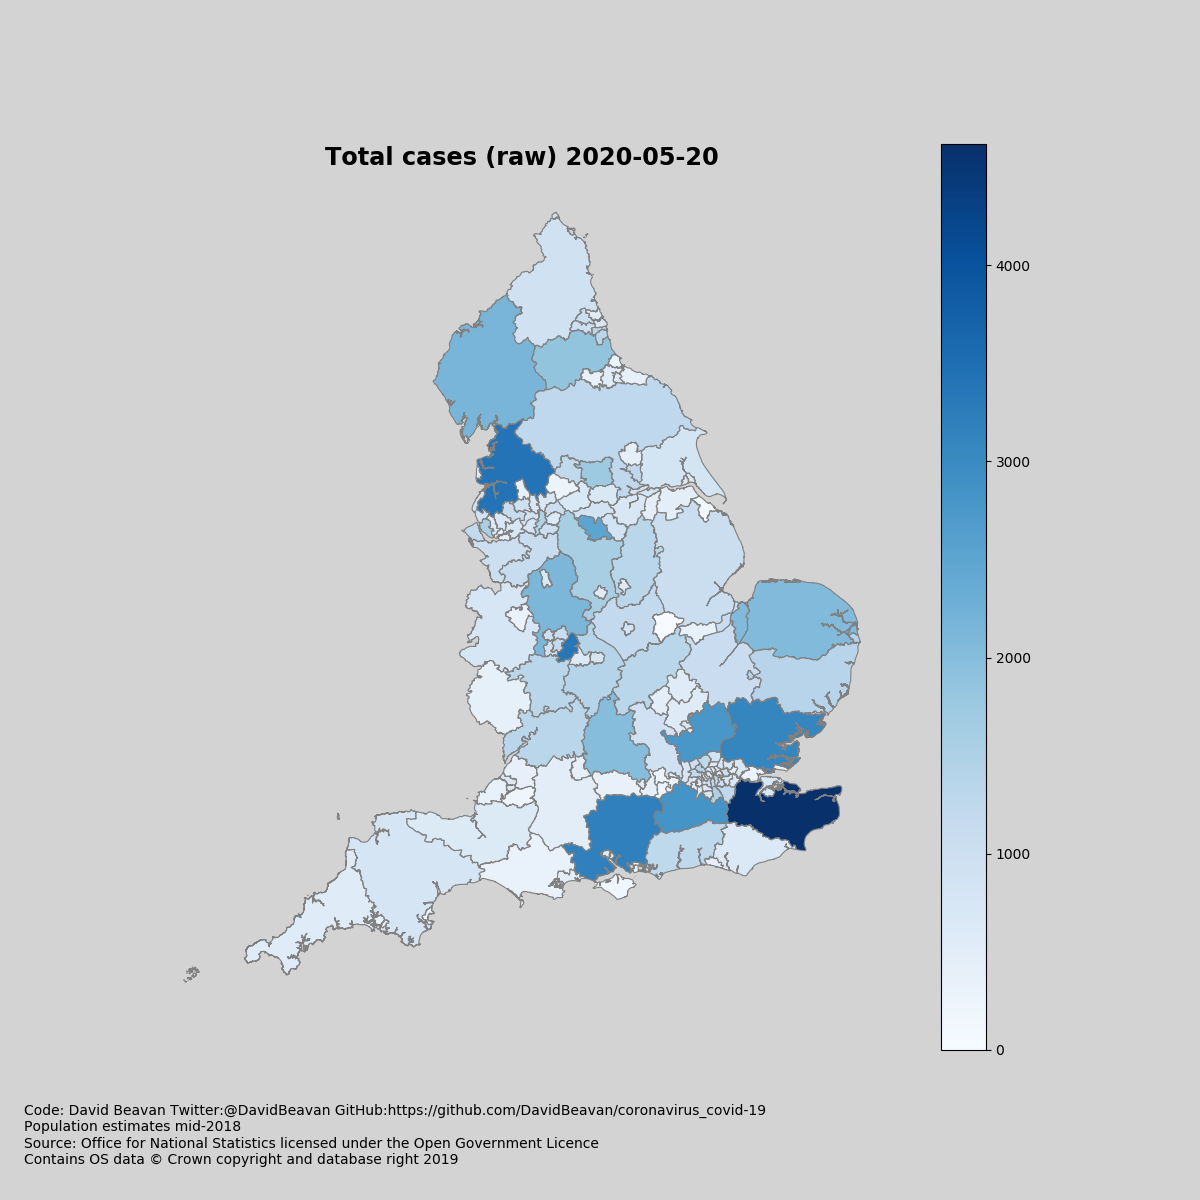 Total cases (raw) 2020-05-20
4000
3000
2000
1000
0
Code: David Beavan Twitter:@DavidBeavan GitHub:https://github.com/DavidBeavan/coronavirus_covid-19
Population estimates mid-2018
Source: Office for National Statistics licensed under the Open Government Licence
Contains OS data © Crown copyright and database right 2019